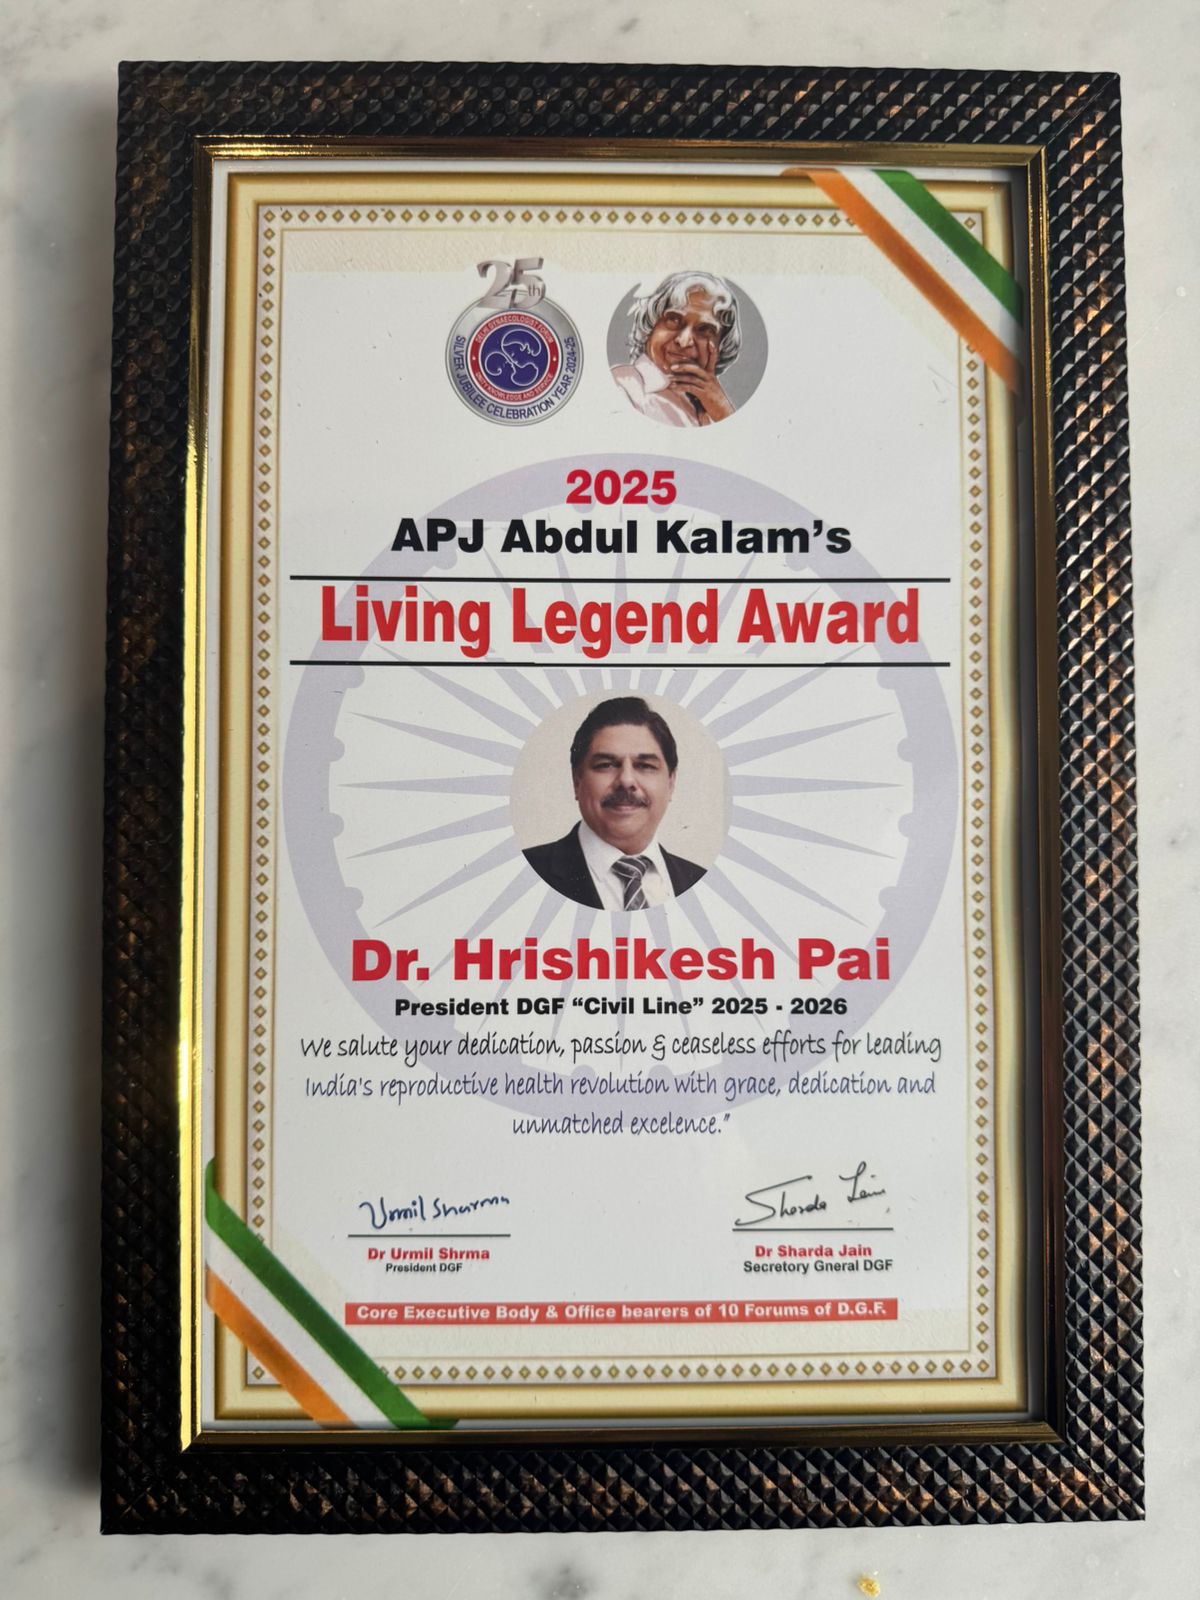 25th
DELHI GYNAECOLOGIST FORUM
SILVER JUBILEE CELEBRATION YEAR 2024-25
2025
APJ Abdul Kalam's
Living Legend Award
Dr. Hrishikesh Pai
President DGF “Civil Line” 2025 - 2026
We salute your dedication, passion & ceaseless efforts for leading
India's reproductive health revolution with grace, dedication and
unmatched excelence."
Urmil Sharma
Sharda Jain
Dr Urmil Shrma
President DGF
Dr Sharda Jain
Secretory Gneral DGF
Core Executive Body & Office bearers of 10 Forums of D.G.F.